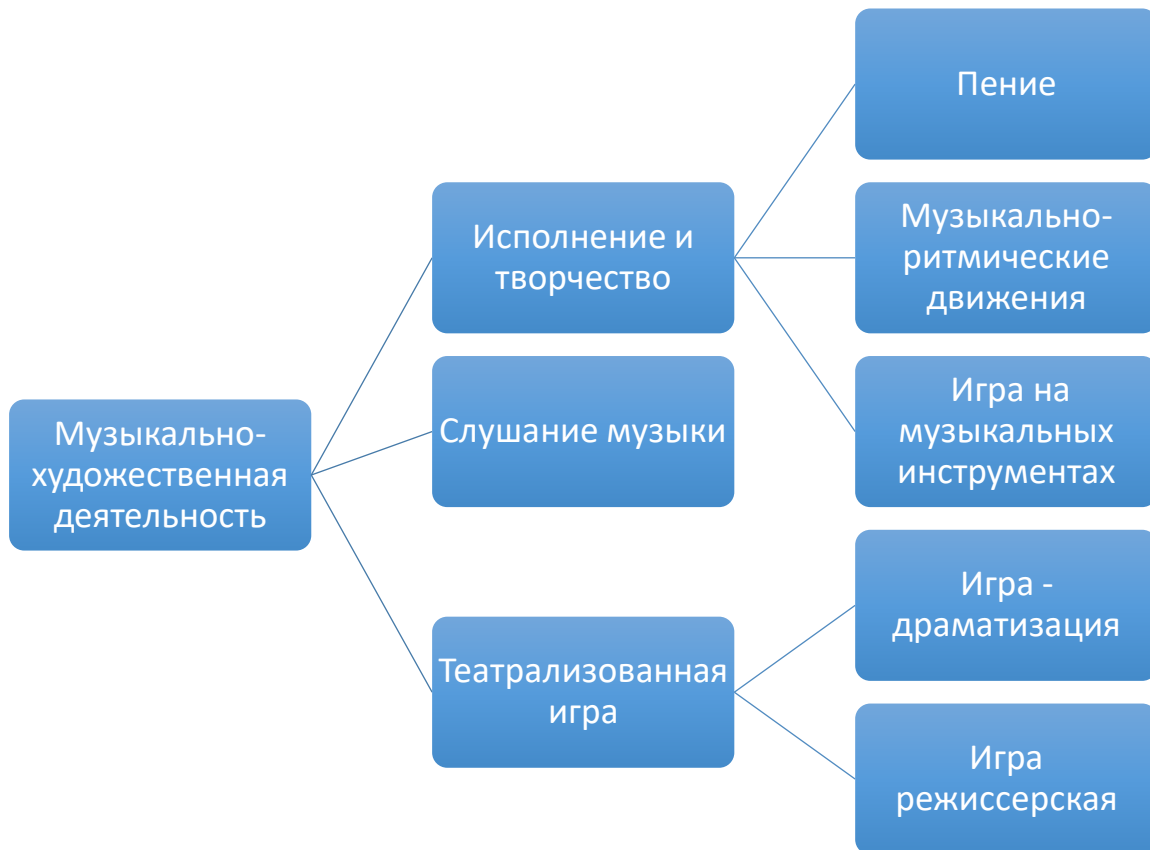 Музыкально-
художественная
деятельность
Исполнение и
творчество
Пение
Музыкально-
ритмические
движения
Игра на
музыкальных
инструментах
Слушание музыки
Театрализованная
игра
Игра -
драматизация
Игра
режиссерская